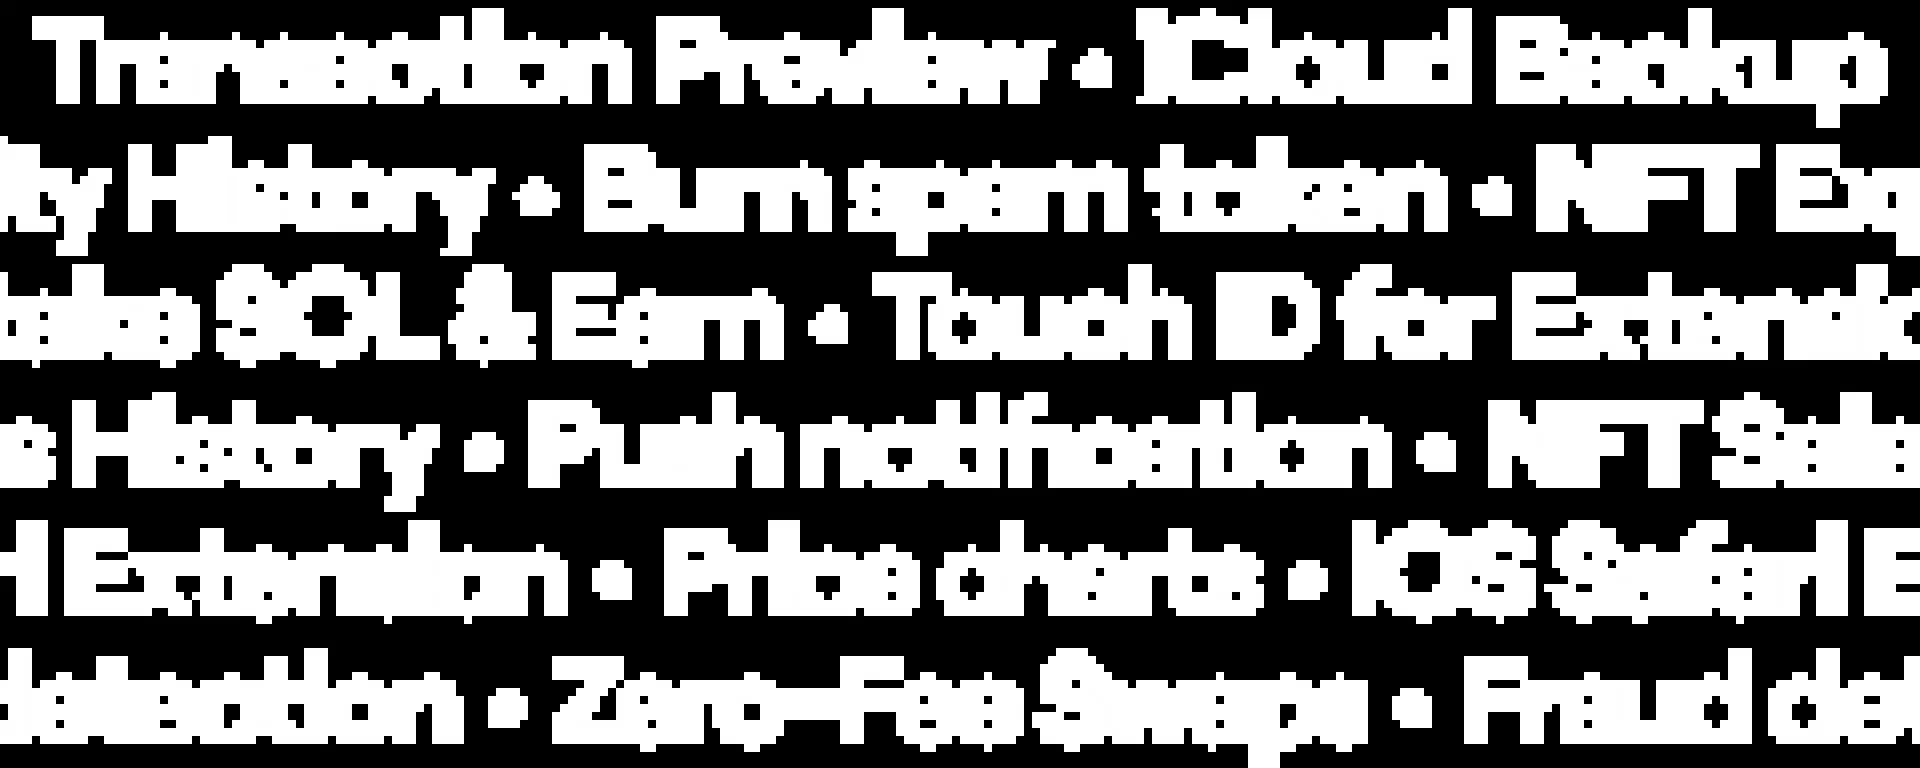 Transaction Preview • iCloud Backup
History • Burn spam token • NFT
SOL & Earn • Touch ID for
History • Push notification • NFT
Extension • Price charts • iOS Safari
detection • Zero-Fee Swaps • Fraud